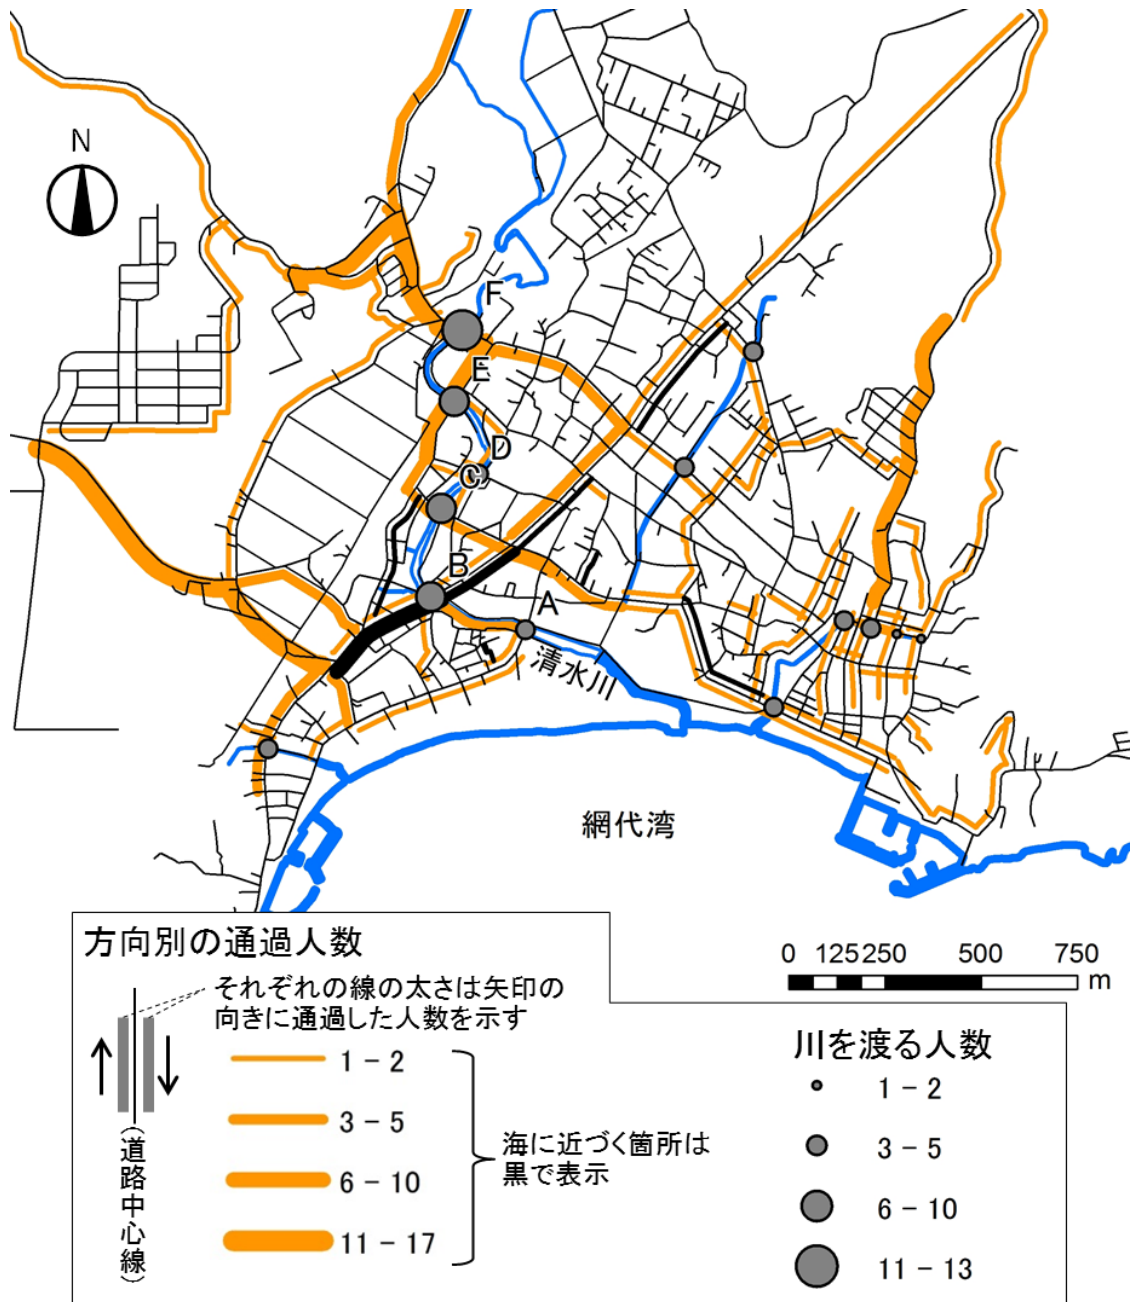 N
F
E
D
C
B
A
清水川
網代湾
方向別の通過人数
それぞれの線の太さは矢印の
向きに通過した人数を示す
(道路中心線)
1 - 2
3 - 5
6 - 10
11 - 17
海に近づく箇所は
黒で表示
0 125 250 500 750
m
川を渡る人数
1 - 2
3 - 5
6 - 10
11 - 13